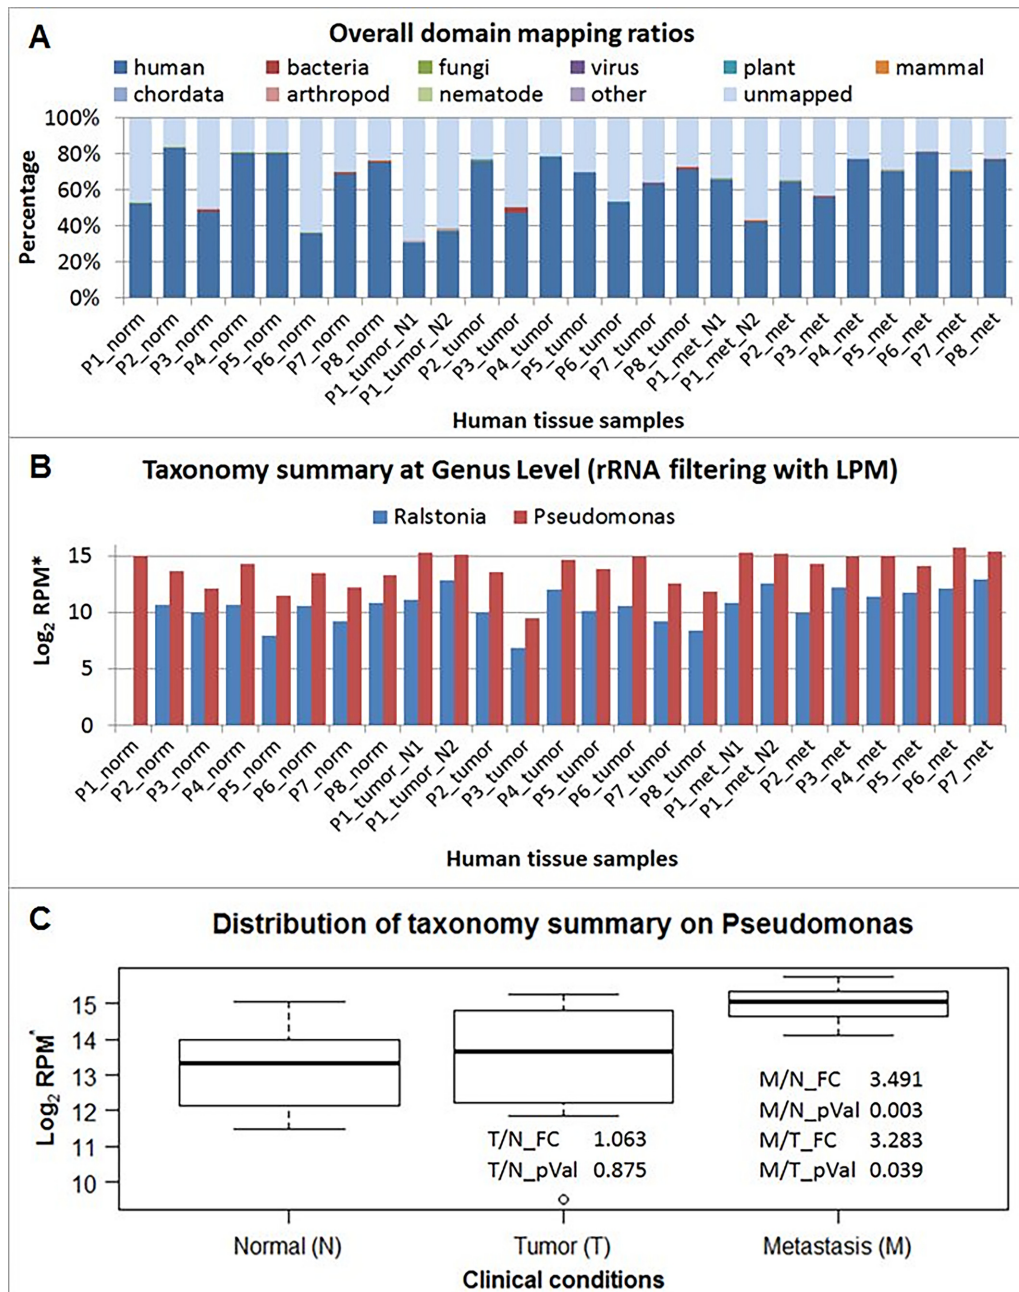 A
Overall domain mapping ratios
human bacteria fungi virus plant mammal
chordata arthropod nematode other unmapped
100%
80%
60%
40%
20%
0%
Percentage
P1_norm P2_norm P3_norm P4_norm P5_norm P6_norm P7_norm P8_norm P1_tumor_N1 P1_tumor_N2 P2_tumor P3_tumor P4_tumor P5_tumor P6_tumor P7_tumor P8_tumor P1_met_N1 P1_met_N2 P2_met P3_met P4_met P5_met P6_met P7_met P8_met
Human tissue samples
B
Taxonomy summary at Genus Level (rRNA filtering with LPM)
Ralstonia Pseudomonas
15
10
5
0
Log2 RPM*
P1_norm P2_norm P3_norm P4_norm P5_norm P6_norm P7_norm P8_norm P1_tumor_N1 P1_tumor_N2 P2_tumor P3_tumor P4_tumor P5_tumor P6_tumor P7_tumor P8_tumor P1_met_N1 P1_met_N2 P2_met P3_met P4_met P5_met P6_met P7_met
Human tissue samples
C
Distribution of taxonomy summary on Pseudomonas
15
14
13
12
11
10
Log2 RPM*
T/N_FC 1.063
T/N_pVal 0.875
M/N_FC 3.491
M/N_pVal 0.003
M/T_FC 3.283
M/T_pVal 0.039
Normal (N) Tumor (T) Metastasis (M)
Clinical conditions